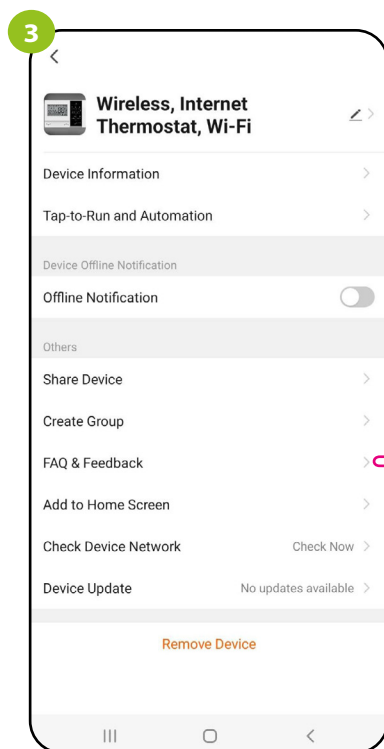 3
Wireless, Internet
Thermostat, Wi-Fi
Device Information
Tap-to-Run and Automation
Device Offline Notification
Offline Notification
Others
Share Device
Create Group
FAQ & Feedback
Add to Home Screen
Check Device Network Check Now
Device Update No updates available
Remove Device